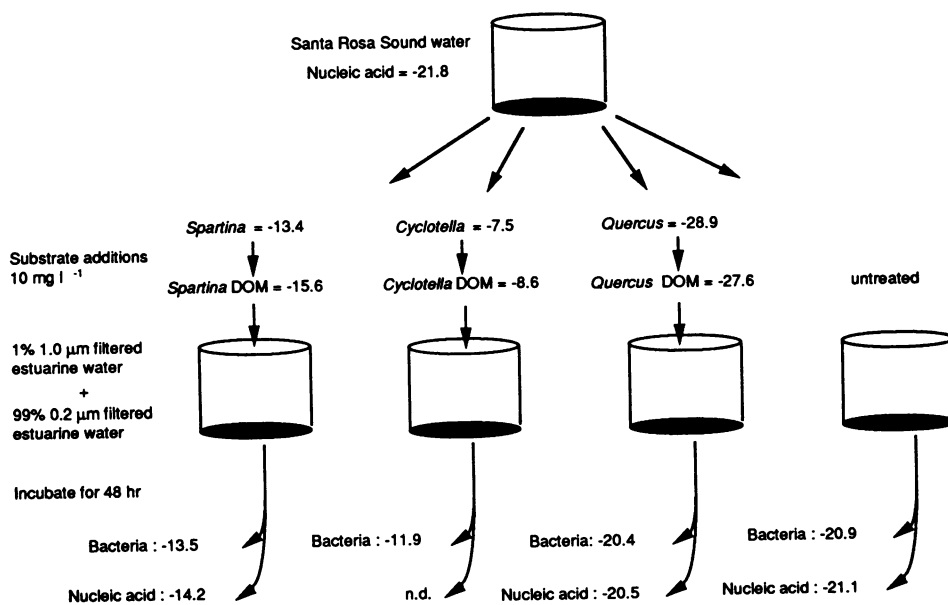 Santa Rosa Sound water
Nucleic acid = -21.8
Spartina = -13.4
Cyclotella = -7.5
Quercus = -28.9
Substrate additions
10 mg l -1
Spartina DOM = -15.6
Cyclotella DOM = -8.6
Quercus DOM = -27.6
untreated
1% 1.0 µm filtered
estuarine water
+
99% 0.2 µm filtered
estuarine water
Incubate for 48 hr
Bacteria : -13.5
Bacteria : -11.9
Bacteria: -20.4
Bacteria : -20.9
Nucleic acid : -14.2
n.d.
Nucleic acid : -20.5
Nucleic acid : -21.1